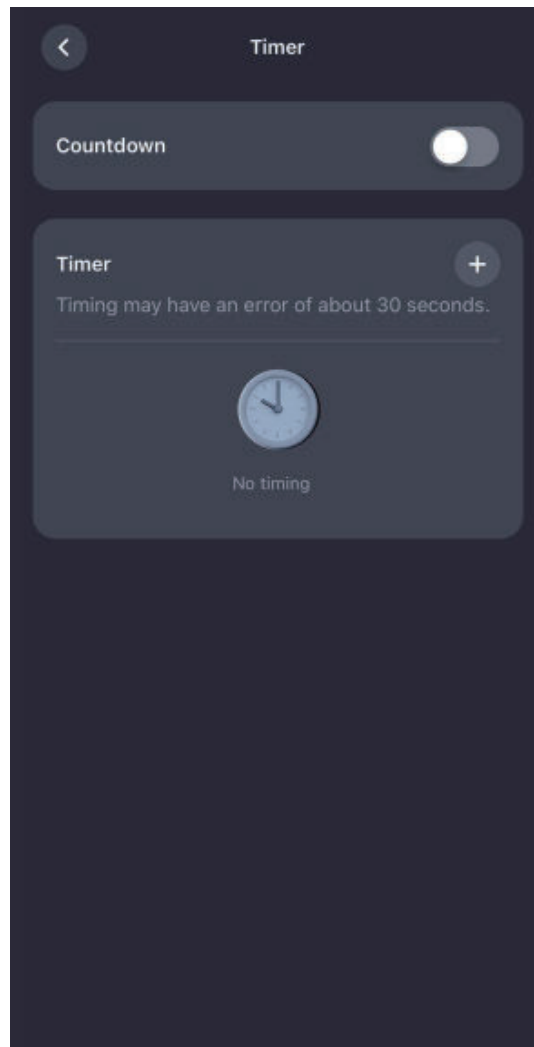 Timer
Countdown
Timer
Timing may have an error of about 30 seconds.
No timing